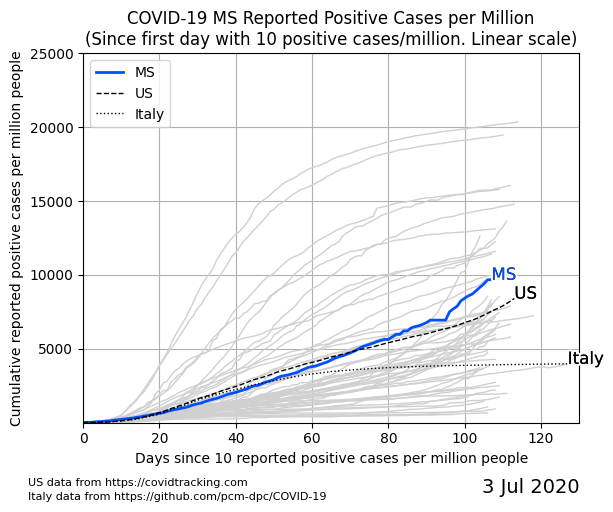 COVID-19 MS Reported Positive Cases per Million
(Since first day with 10 positive cases/million. Linear scale)
Cumulative reported positive cases per million people
25000
20000
15000
10000
5000
MS
US
Italy
MS
US
Italy
0
20
40
60
80
100
120
Days since 10 reported positive cases per million people
US data from https://covidtracking.com
Italy data from https://github.com/pcm-dpc/COVID-19
3 Jul 2020